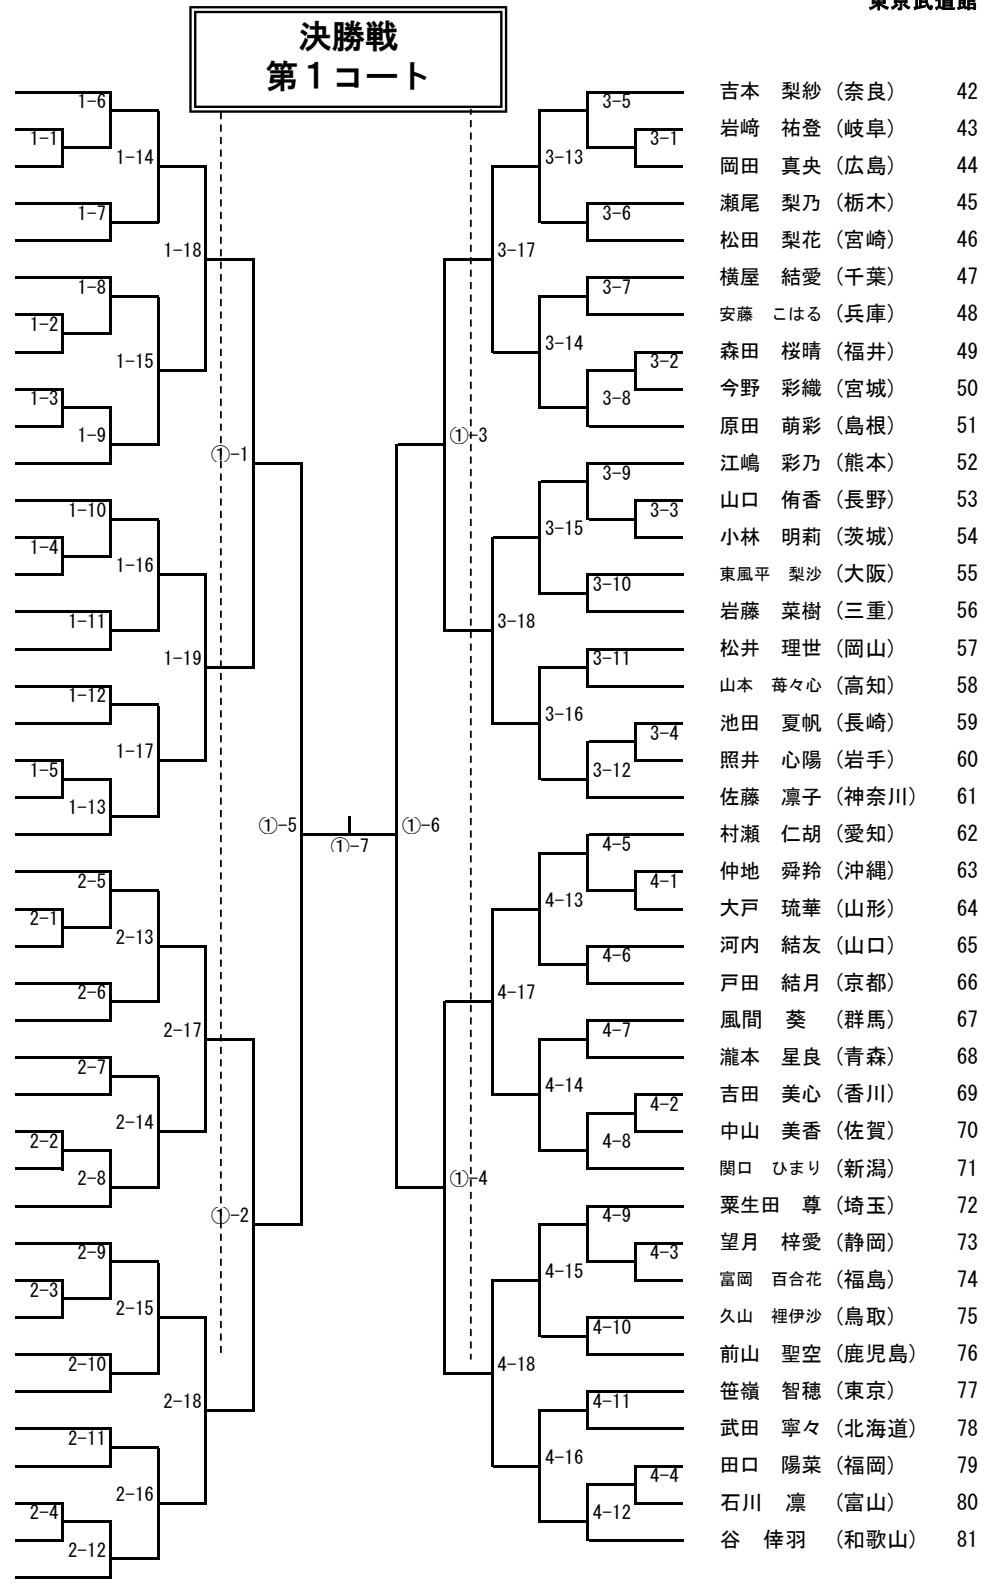 東京武道館
決勝戦
第１コート
1-6
1-1
1-14
1-7
1-18
1-8
1-2
1-15
1-3
1-9
①-1
1-10
1-4
1-16
1-11
1-19
1-12
1-17
1-5
1-13
①-5
2-5
2-1
2-13
2-6
2-17
2-7
2-14
2-2
2-8
①-2
2-9
2-3
2-15
2-10
2-18
2-11
2-16
2-4
2-12
①-7
①-6
①-3
①-4
3-5
3-1
3-13
3-6
3-17
3-7
3-14
3-2
3-8
3-9
3-3
3-15
3-10
3-18
3-11
3-16
3-4
3-12
4-5
4-1
4-13
4-6
4-17
4-7
4-14
4-2
4-8
4-9
4-3
4-15
4-10
4-18
4-11
4-16
4-4
4-12
吉本　梨紗（奈良） 42
岩﨑　祐登（岐阜） 43
岡田　真央（広島） 44
瀬尾　梨乃（栃木） 45
松田　梨花（宮崎） 46
横屋　結愛（千葉） 47
安藤　こはる（兵庫） 48
森田　桜晴（福井） 49
今野　彩織（宮城） 50
原田　萌彩（島根） 51
江嶋　彩乃（熊本） 52
山口　侑香（長野） 53
小林　明莉（茨城） 54
東風平　梨沙（大阪） 55
岩藤　菜樹（三重） 56
松井　理世（岡山） 57
山本　苺々心（高知） 58
池田　夏帆（長崎） 59
照井　心陽（岩手） 60
佐藤　凛子（神奈川） 61
村瀬　仁胡（愛知） 62
仲地　舜羚（沖縄） 63
大戸　琉華（山形） 64
河内　結友（山口） 65
戸田　結月（京都） 66
風間　葵　（群馬） 67
瀧本　星良（青森） 68
吉田　美心（香川） 69
中山　美香（佐賀） 70
関口　ひまり（新潟） 71
粟生田　尊（埼玉） 72
望月　梓愛（静岡） 73
富岡　百合花（福島） 74
久山　裡伊沙（鳥取） 75
前山　聖空（鹿児島） 76
笹嶺　智穂（東京） 77
武田　寧々（北海道） 78
田口　陽菜（福岡） 79
石川　凛　（富山） 80
谷　倖羽　（和歌山） 81